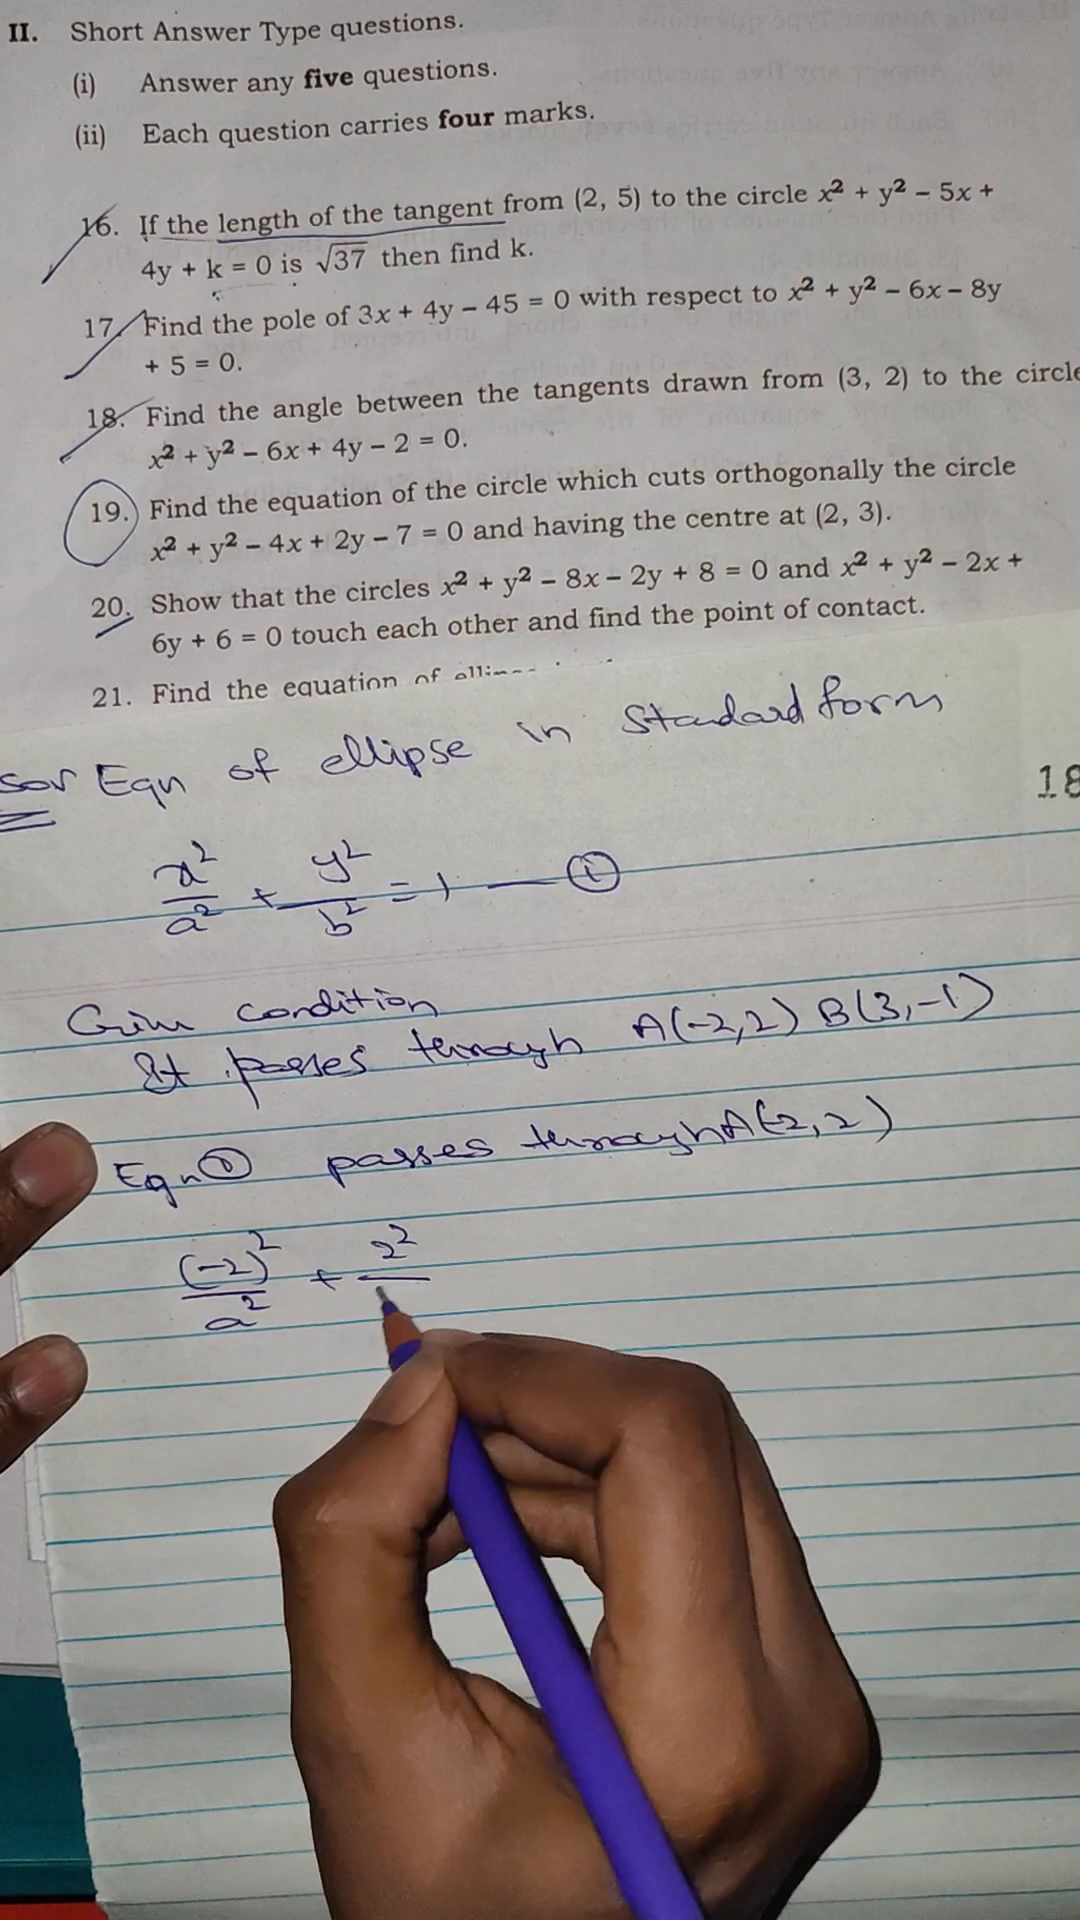 II. Short Answer Type questions.
(i) Answer any five questions.
(ii) Each question carries four marks.
16. If the length of the tangent from (2, 5) to the circle x² + y² – 5x +
4y + k = 0 is √37 then find k.
17. Find the pole of 3x + 4y – 45 = 0 with respect to x² + y² – 6x – 8y
+ 5 = 0.
18. Find the angle between the tangents drawn from (3, 2) to the circle
x² + y² – 6x + 4y – 2 = 0.
19. Find the equation of the circle which cuts orthogonally the circle
x² + y² – 4x + 2y – 7 = 0 and having the centre at (2, 3).
20. Show that the circles x² + y² – 8x – 2y + 8 = 0 and x² + y² – 2x +
6y + 6 = 0 touch each other and find the point of contact.
21. Find the equation of
Eqn of ellipse in Standard form
18
x²/a² + y²/b² = 1 — ①
condition
It passes through A(-2,2) B(3,-1)
Eqn ① passes through A(-2,2)
(-2)²/a² + 2²